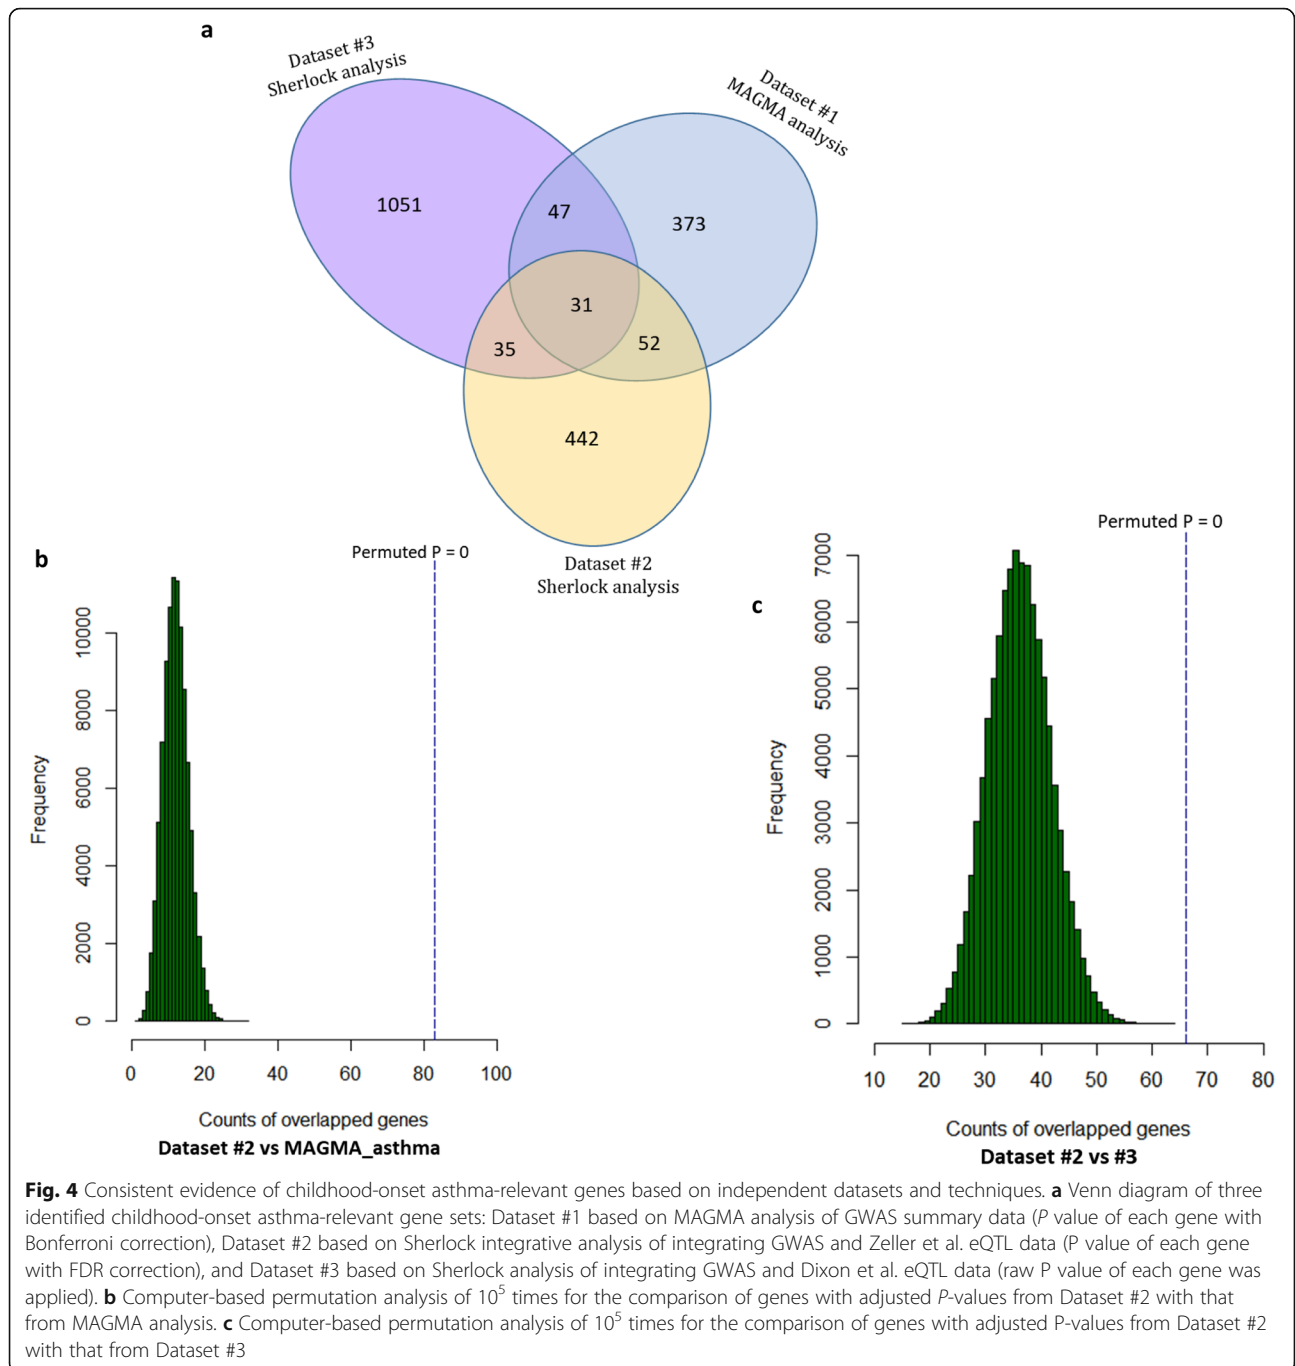 a
Dataset #3
Sherlock analysis
Dataset #1
MAGMA analysis
1051
47
373
31
35
52
442
Dataset #2
Sherlock analysis
b
Permuted P = 0
Frequency
0
2000
4000
6000
8000
10000
0 20 40 60 80 100
Counts of overlapped genes
Dataset #2 vs MAGMA_asthma
c
Permuted P = 0
Frequency
0
1000
2000
3000
4000
5000
6000
7000
10 20 30 40 50 60 70 80
Counts of overlapped genes
Dataset #2 vs #3
Fig. 4 Consistent evidence of childhood-onset asthma-relevant genes based on independent datasets and techniques. a Venn diagram of three
identified childhood-onset asthma-relevant gene sets: Dataset #1 based on MAGMA analysis of GWAS summary data (P value of each gene with
Bonferroni correction), Dataset #2 based on Sherlock integrative analysis of integrating GWAS and Zeller et al. eQTL data (P value of each gene
with FDR correction), and Dataset #3 based on Sherlock analysis of integrating GWAS and Dixon et al. eQTL data (raw P value of each gene was
applied). b Computer-based permutation analysis of 10⁵ times for the comparison of genes with adjusted P-values from Dataset #2 with that
from MAGMA analysis. c Computer-based permutation analysis of 10⁵ times for the comparison of genes with adjusted P-values from Dataset #2
with that from Dataset #3